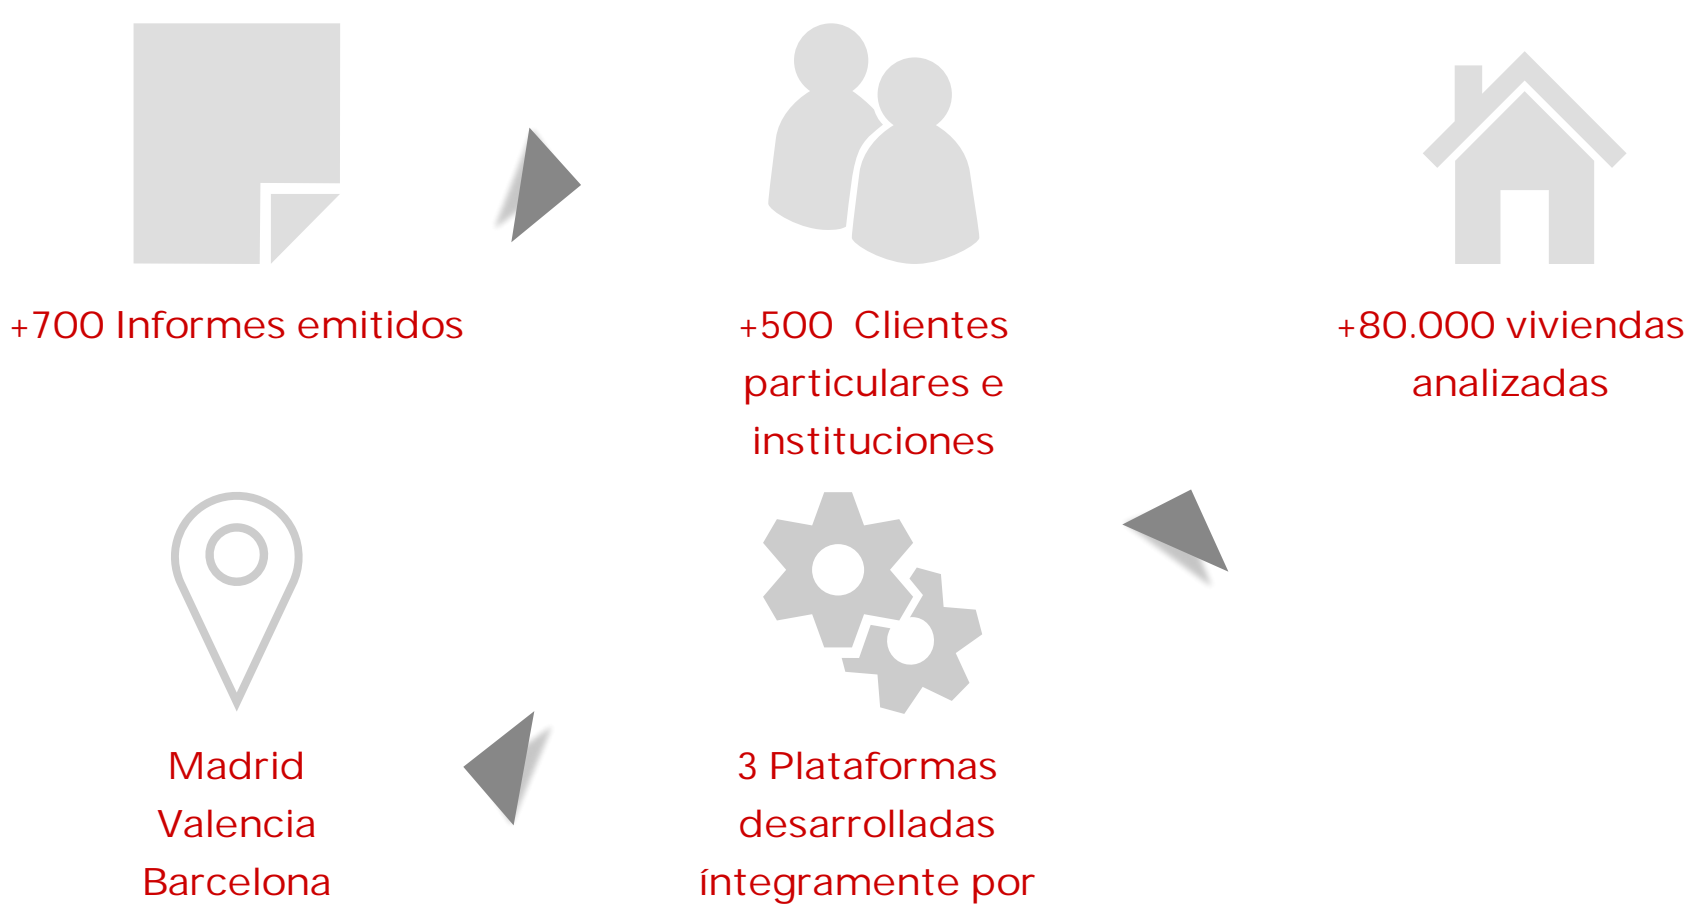 +700 Informes emitidos
+500 Clientes
particulares e
instituciones
+80.000 viviendas
analizadas
Madrid
Valencia
Barcelona
3 Plataformas
desarrolladas
íntegramente por